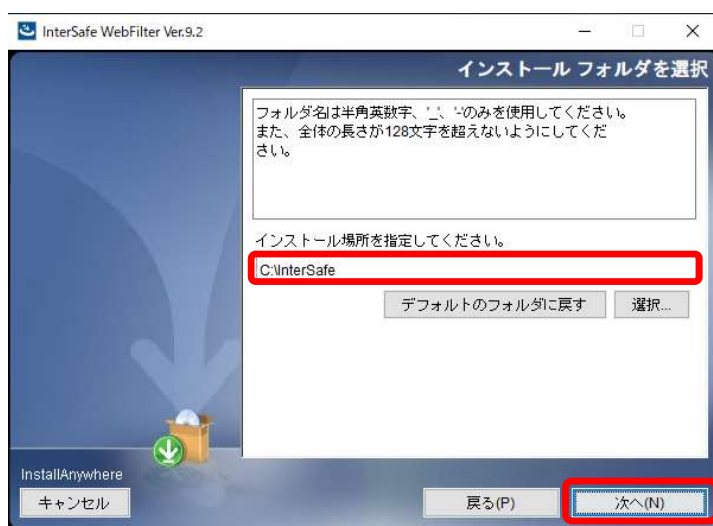 InterSafe WebFilter Ver.9.2
インストール フォルダを選択
フォルダ名は半角英数字、'_'、'-'のみを使用してください。
また、全体の長さが128文字を超えないようにしてくだ
さい。
インストール場所を指定してください。
C:\InterSafe
デフォルトのフォルダに戻す
選択...
InstallAnywhere
キャンセル
戻る(P)
次へ(N)